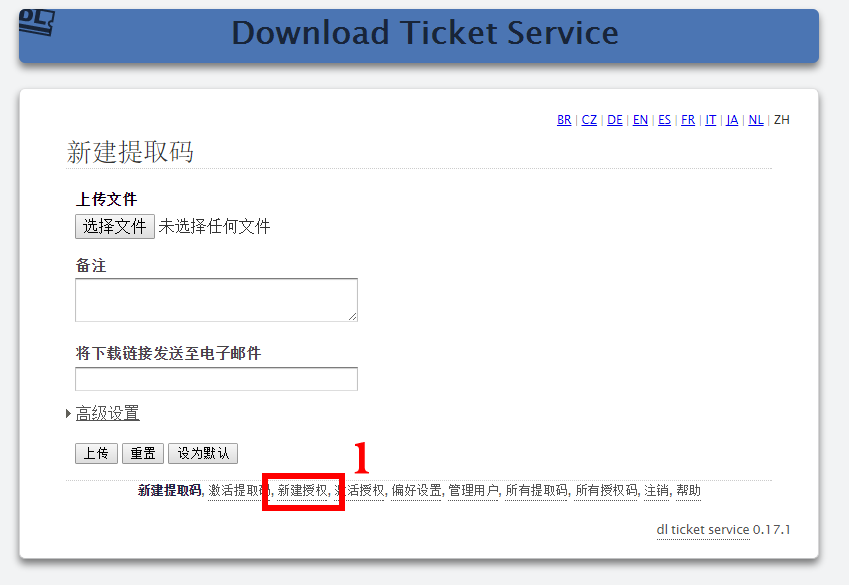 DL
Download Ticket Service
BR | CZ | DE | EN | ES | FR | IT | JA | NL | ZH
新建提取码
上传文件
选择文件 未选择任何文件
备注
将下载链接发送至电子邮件
高级设置
上传 重置 设为默认
1
新建提取码, 激活提取码, 新建授权, 激活授权, 偏好设置, 管理用户, 所有提取码, 所有授权码, 注销, 帮助
dl ticket service 0.17.1